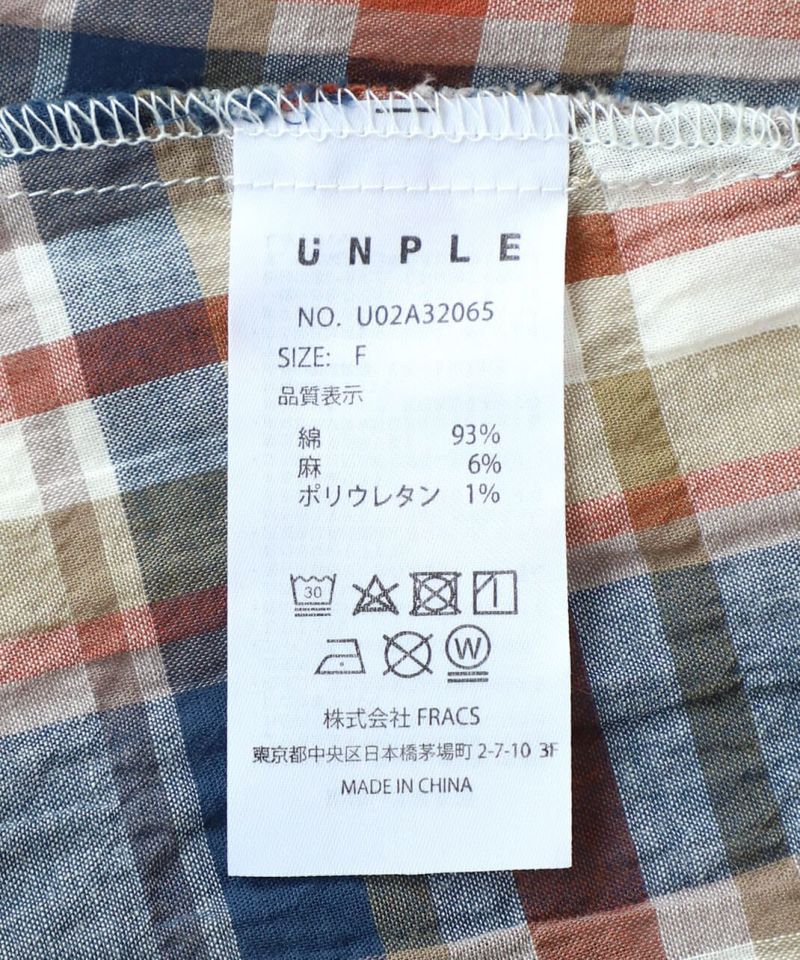 UNPLE
NO. U02A32065
SIZE: F
品質表示
綿 93%
麻 6%
ポリウレタン 1%
30
W
株式会社 FRACS
東京都中央区日本橋茅場町 2-7-10 3F
MADE IN CHINA